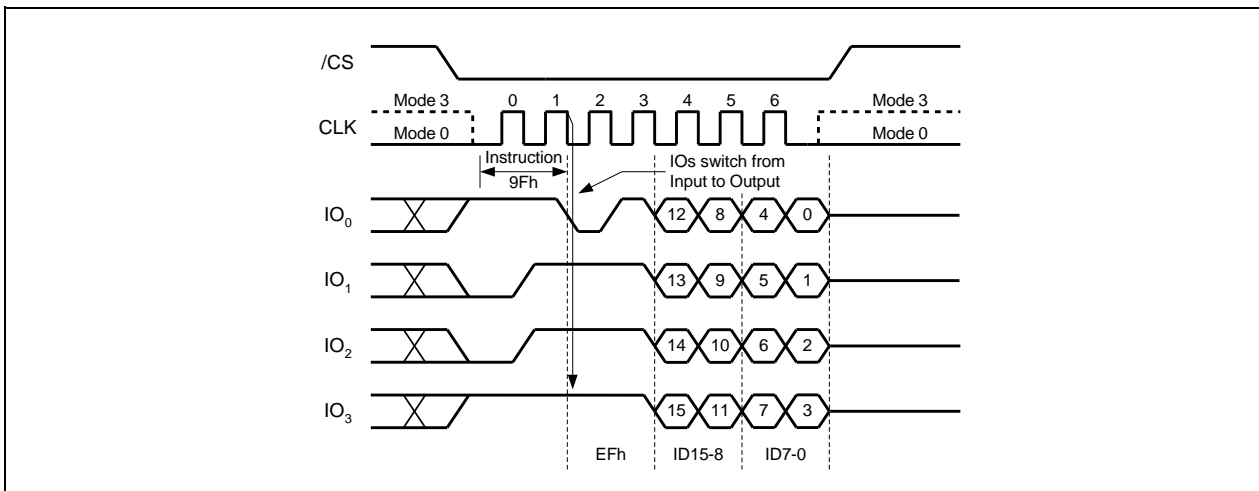 /CS
Mode 3 0 1 2 3 4 5 6 Mode 3
CLK
Mode 0 Mode 0
Instruction
9Fh
IOs switch from
Input to Output
IO0 12 8 4 0
IO1 13 9 5 1
IO2 14 10 6 2
IO3 15 11 7 3
EFh ID15-8 ID7-0